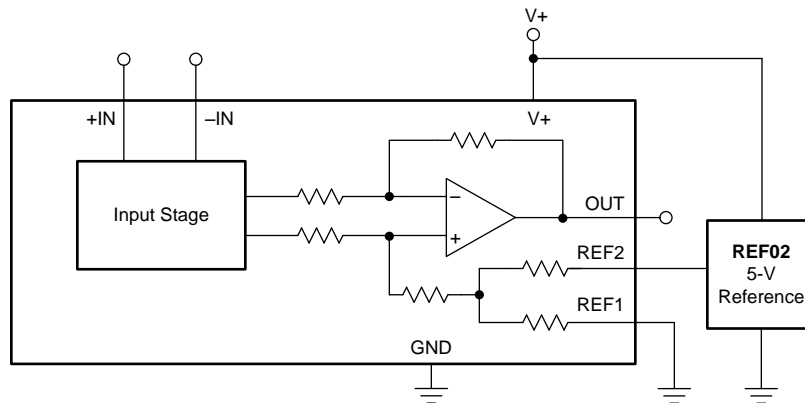 V+
+IN
–IN
V+
Input Stage
–
+
OUT
REF2
REF1
REF02
5-V
Reference
GND